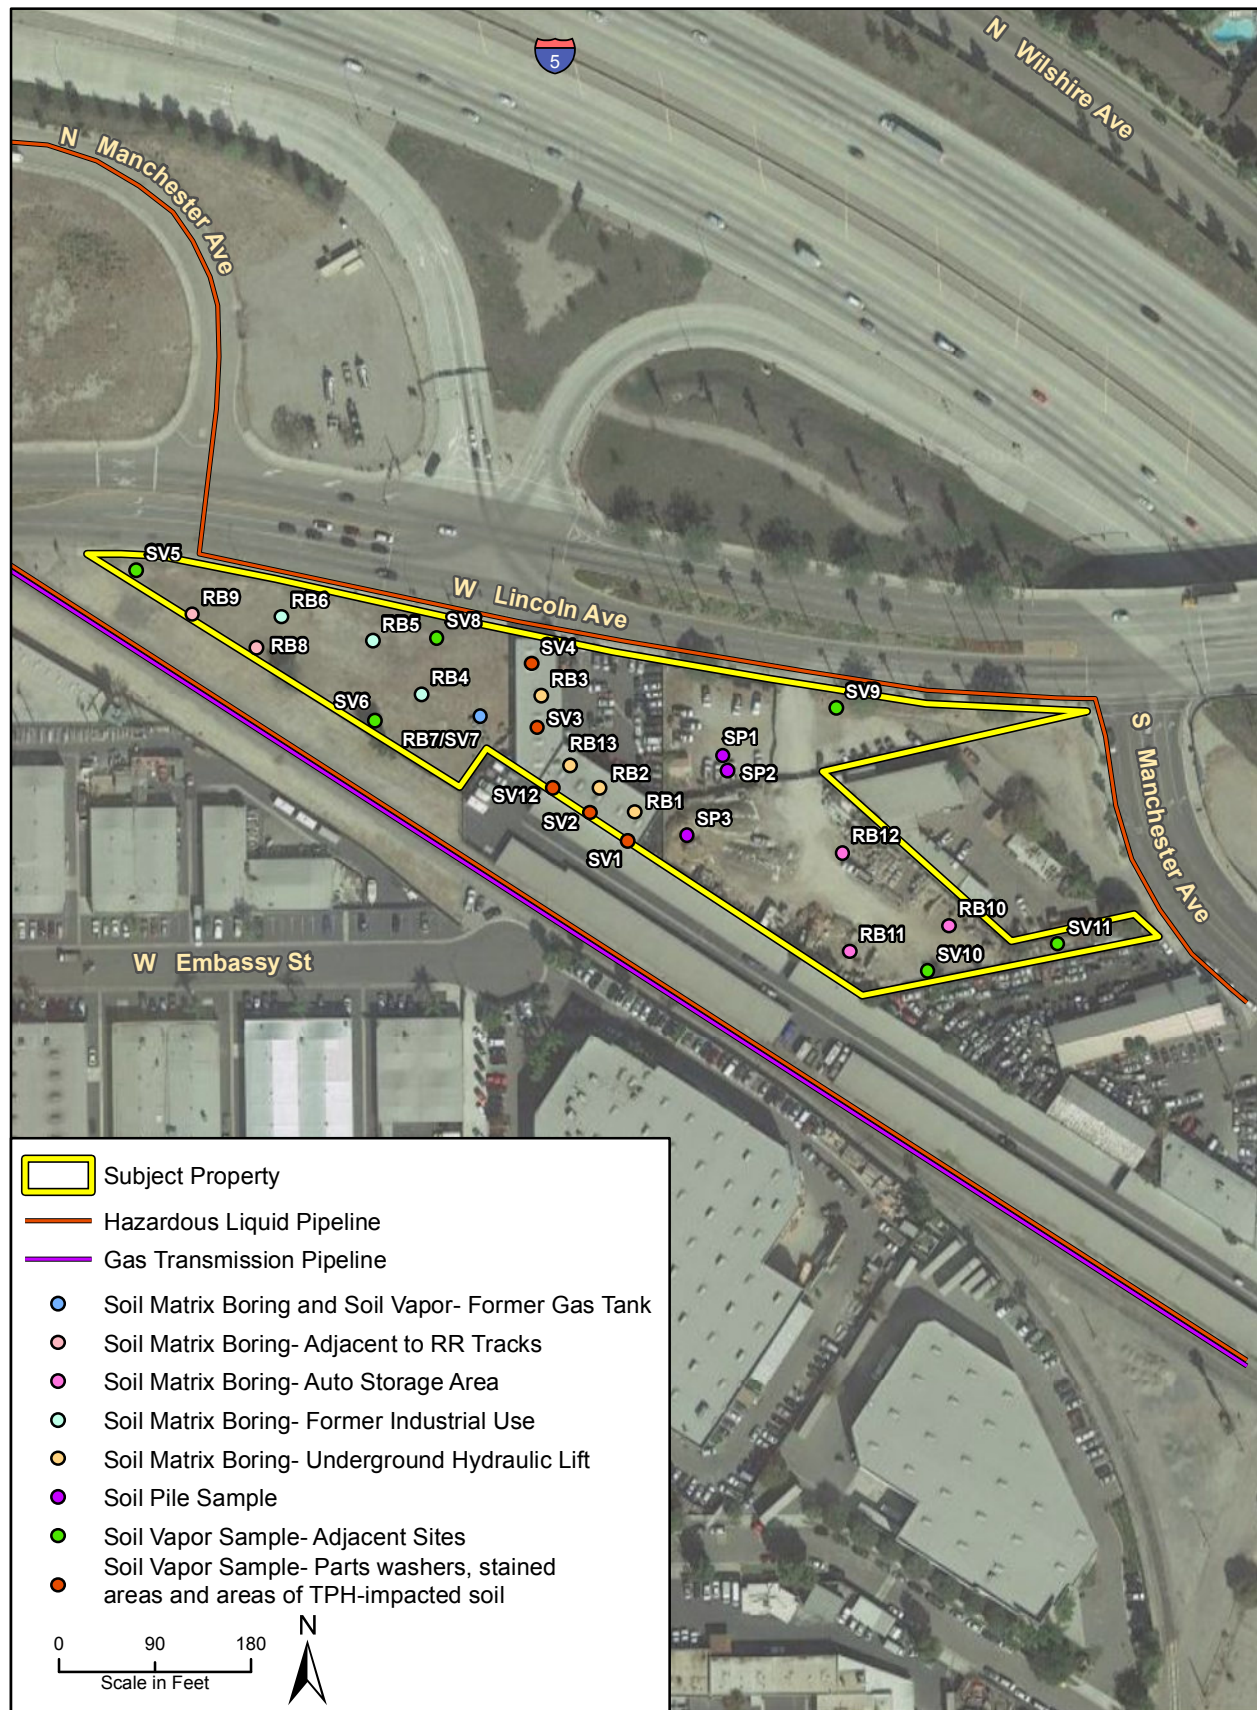 5
N Wilshire Ave
N Manchester Ave
W Lincoln Ave
SV5
RB9
RB6
RB8
RB5
SV8
SV4
RB4
RB3
SV6
SV3
RB7/SV7
SV9
SP1
SP2
RB13
RB2
SV12
RB1
SV2
SP3
SV1
RB12
S Manchester Ave
RB10
RB11
SV11
SV10
W Embassy St
Subject Property
Hazardous Liquid Pipeline
Gas Transmission Pipeline
Soil Matrix Boring and Soil Vapor- Former Gas Tank
Soil Matrix Boring- Adjacent to RR Tracks
Soil Matrix Boring- Auto Storage Area
Soil Matrix Boring- Former Industrial Use
Soil Matrix Boring- Underground Hydraulic Lift
Soil Pile Sample
Soil Vapor Sample- Adjacent Sites
Soil Vapor Sample- Parts washers, stained
areas and areas of TPH-impacted soil
N
0 90 180
Scale in Feet